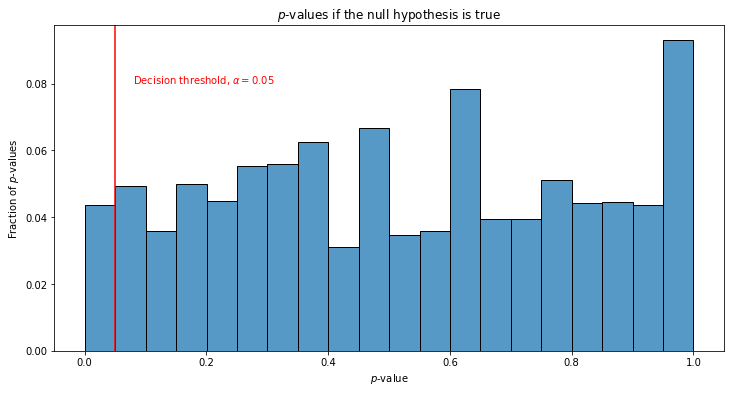 p-values if the null hypothesis is true
Decision threshold, α = 0.05
Fraction of p-values
0.08
0.06
0.04
0.02
0.00
0.0 0.2 0.4 0.6 0.8 1.0
p-value